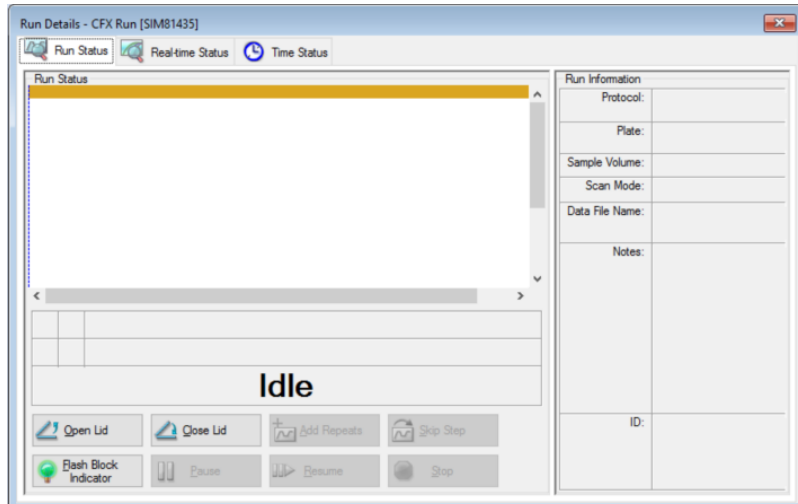 Run Details - CFX Run [SIM81435]
Run Status
Real-time Status
Time Status
Run Status
Idle
Open Lid
Close Lid
Add Repeats
Skip Step
Flash Block
Indicator
Pause
Resume
Stop
Run Information
Protocol:
Plate:
Sample Volume:
Scan Mode:
Data File Name:
Notes:
ID: